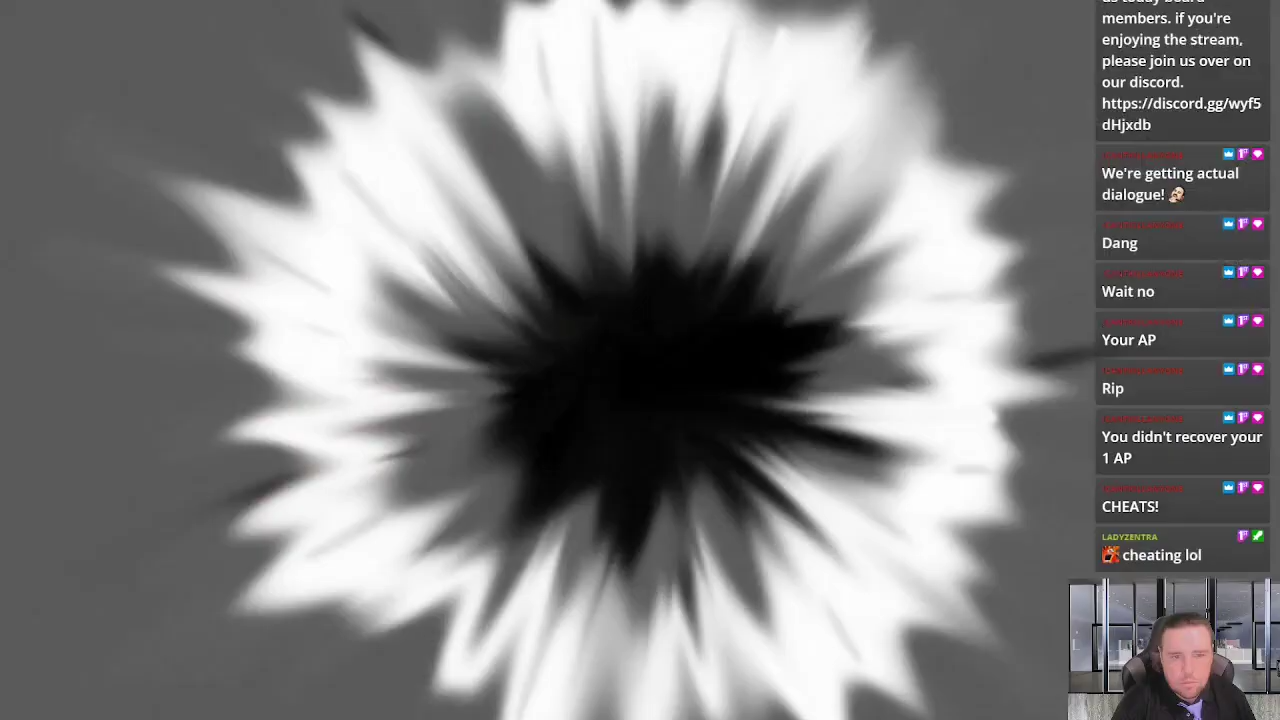 members. if you're
enjoying the stream,
please join us over on
our discord.
https://discord.gg/wyf5
dHjxdb
We're getting actual
dialogue!
Dang
Wait no
Your AP
Rip
You didn't recover your
1 AP
CHEATS!
LADYZENTRA
cheating lol